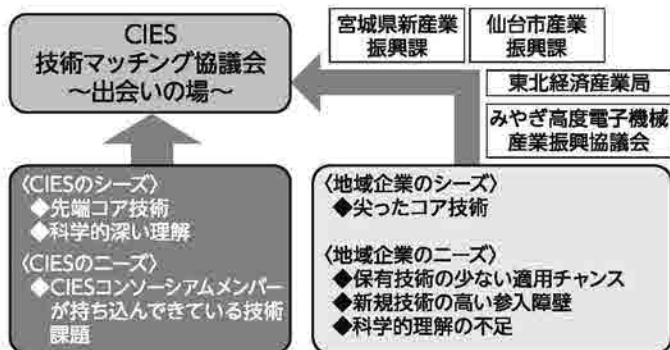 CIES
技術マッチング協議会
～出会いの場～
宮城県新産業
振興課
仙台市産業
振興課
東北経済産業局
みやぎ高度電子機械
産業振興協議会
〈CIESのシーズ〉
◆先端コア技術
◆科学的深い理解
〈CIESのニーズ〉
◆CIESコンソーシアムメンバー
が持ち込んできている技術
課題
〈地域企業のシーズ〉
◆尖ったコア技術
〈地域企業のニーズ〉
◆保有技術の少ない適用チャンス
◆新規技術の高い参入障壁
◆科学的理解の不足